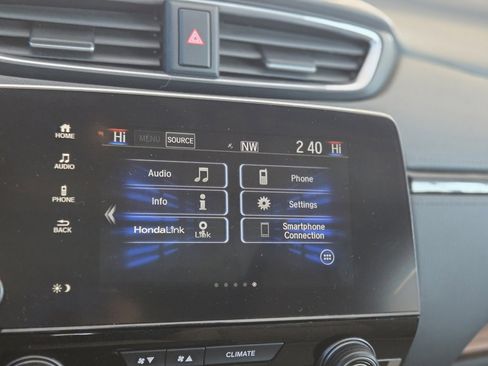 HOME
AUDIO
PHONE
BACK
Hi MENU SOURCE NW 2 40 Hi
Audio Phone
Info Settings
HondaLink Link Smartphone
Connection
CLIMATE